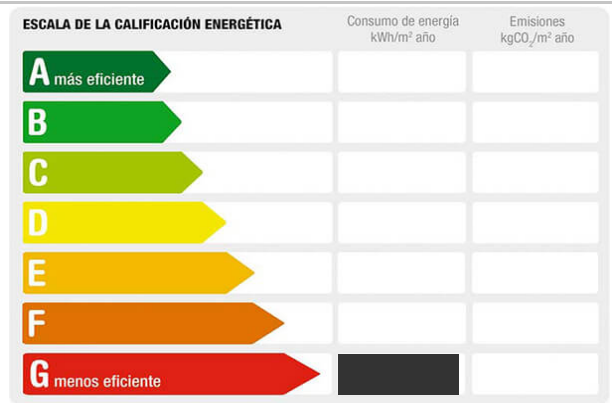 ESCALA DE LA CALIFICACIÓN ENERGÉTICA
Consumo de energía
kWh/m² año
Emisiones
kgCO₂/m² año
A más eficiente
B
C
D
E
F
G menos eficiente